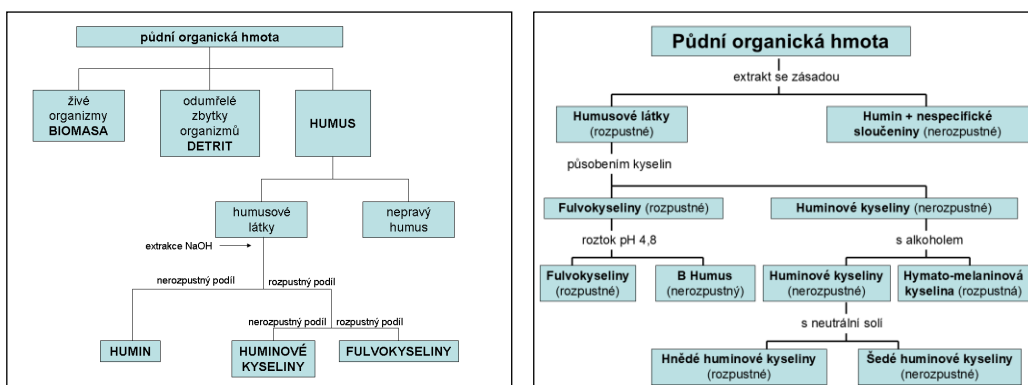 půdní organická hmota
živé
organizmy
BIOMASA
odumřelé
zbytky
organizmů
DETRIT
HUMUS
humusové
látky
nepravý
humus
extrakce NaOH
nerozpustný podíl
rozpustný podíl
nerozpustný podíl
rozpustný podíl
HUMIN
HUMINOVÉ
KYSELINY
FULVOKYSELINY
Půdní organická hmota
extrakt se zásadou
Humusové látky
(rozpustné)
Humin + nespecifické
sloučeniny (nerozpustné)
působením kyselin
Fulvokyseliny (rozpustné)
Huminové kyseliny (nerozpustné)
roztok pH 4,8
s alkoholem
Fulvokyseliny
(rozpustné)
B Humus
(nerozpustný)
Huminové kyseliny
(nerozpustné)
Hymato-melaninová
kyselina (rozpustná)
s neutrální solí
Hnědé huminové kyseliny
(rozpustné)
Šedé huminové kyseliny
(nerozpustné)